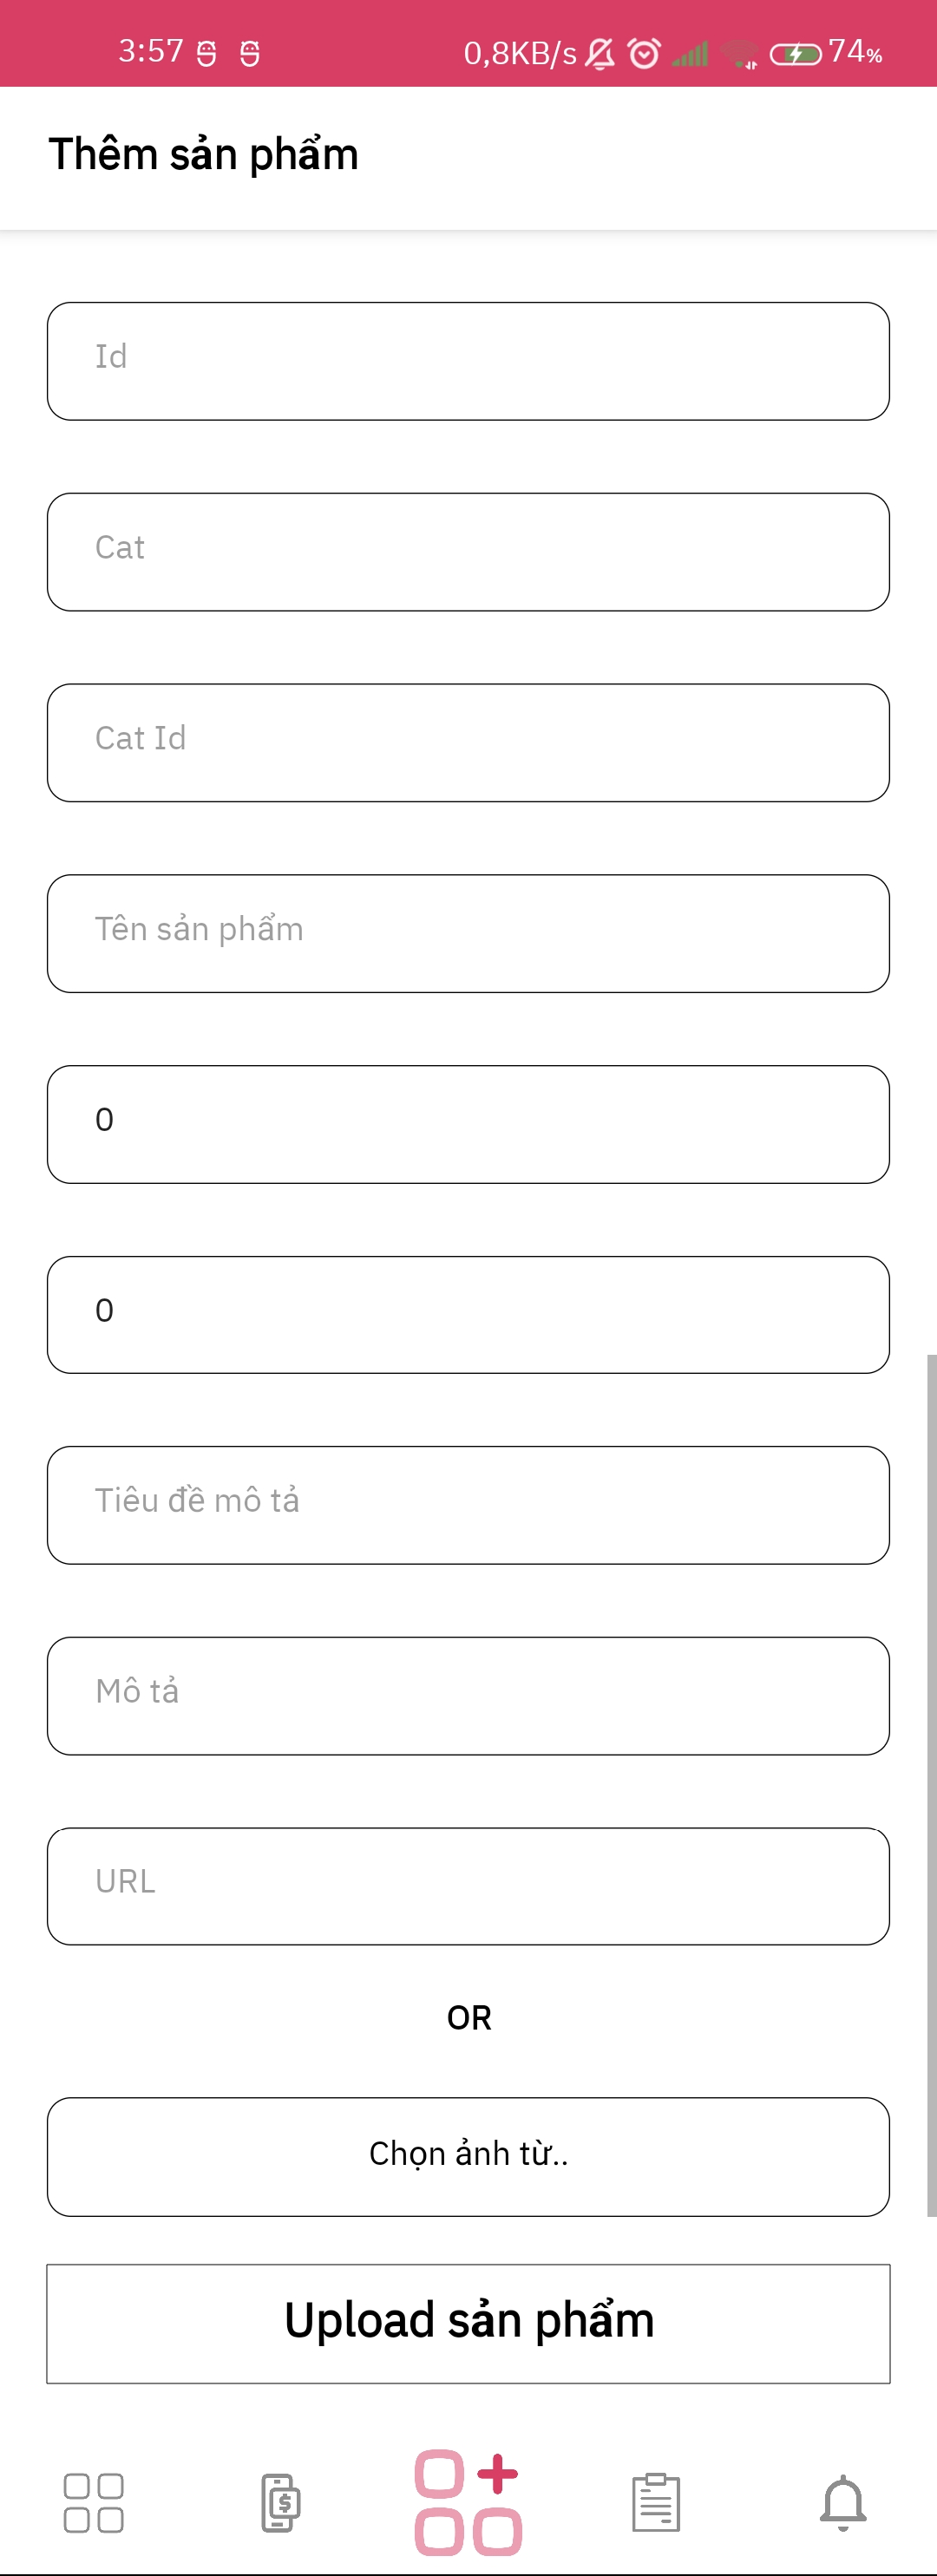 3:57 0,8KB/s 74%
Thêm sản phẩm
Id
Cat
Cat Id
Tên sản phẩm
0
0
Tiêu đề mô tả
Mô tả
URL
OR
Chọn ảnh từ..
Upload sản phẩm